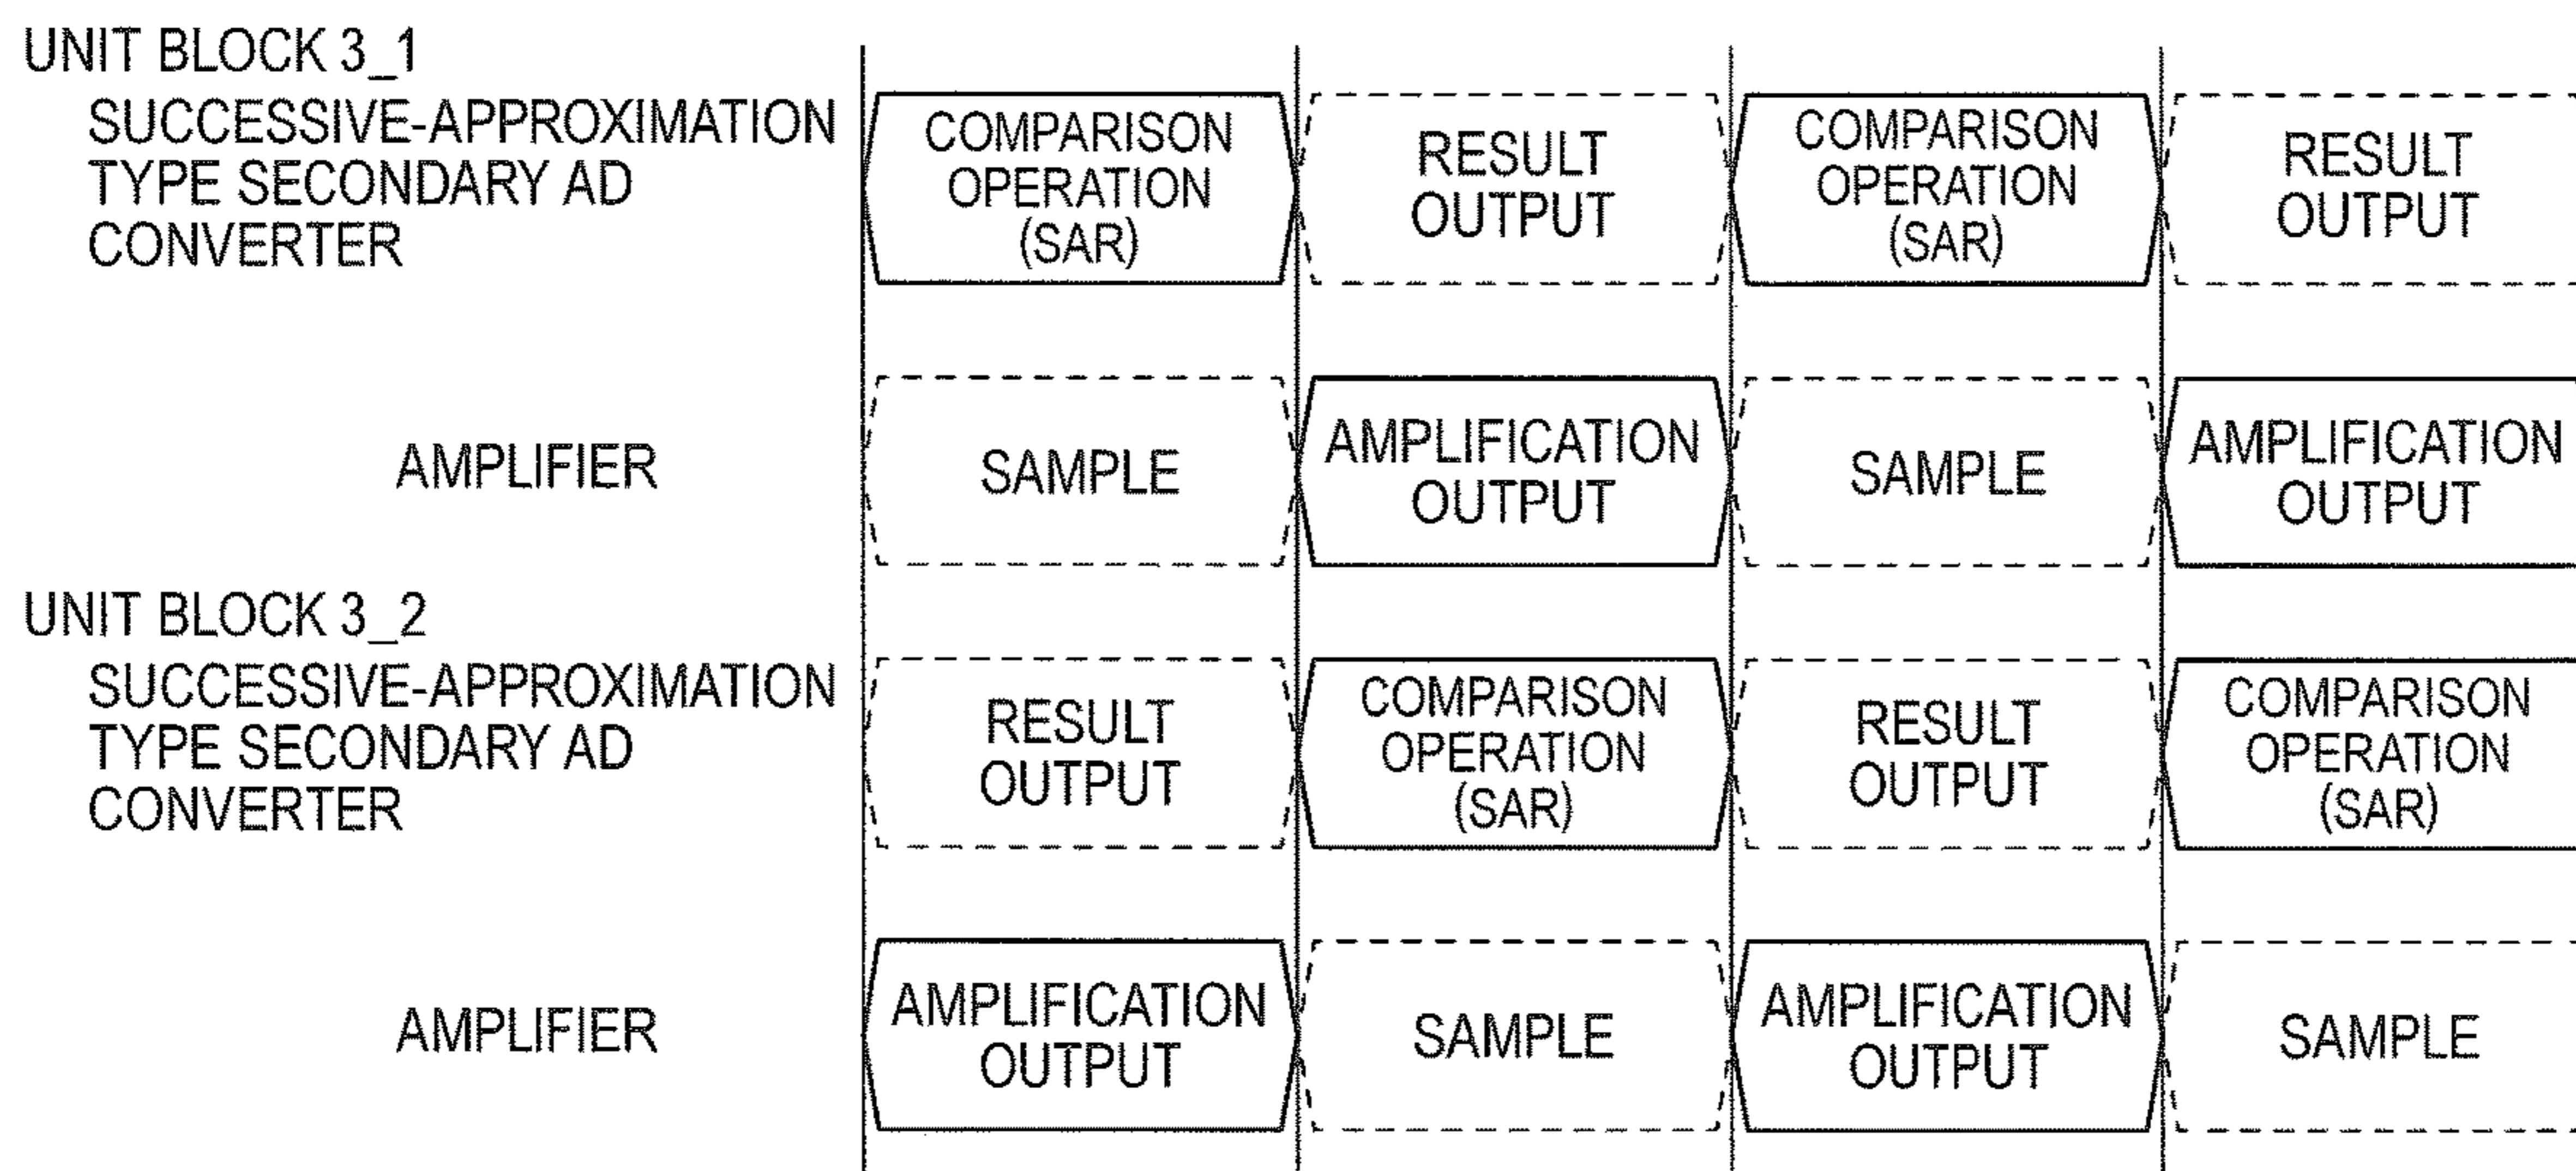 UNIT BLOCK 3_1
SUCCESSIVE-APPROXIMATION
TYPE SECONDARY AD
CONVERTER
COMPARISON
OPERATION
(SAR)
RESULT
OUTPUT
COMPARISON
OPERATION
(SAR)
RESULT
OUTPUT
AMPLIFIER
SAMPLE
AMPLIFICATION
OUTPUT
SAMPLE
AMPLIFICATION
OUTPUT
UNIT BLOCK 3_2
SUCCESSIVE-APPROXIMATION
TYPE SECONDARY AD
CONVERTER
RESULT
OUTPUT
COMPARISON
OPERATION
(SAR)
RESULT
OUTPUT
COMPARISON
OPERATION
(SAR)
AMPLIFIER
AMPLIFICATION
OUTPUT
SAMPLE
AMPLIFICATION
OUTPUT
SAMPLE